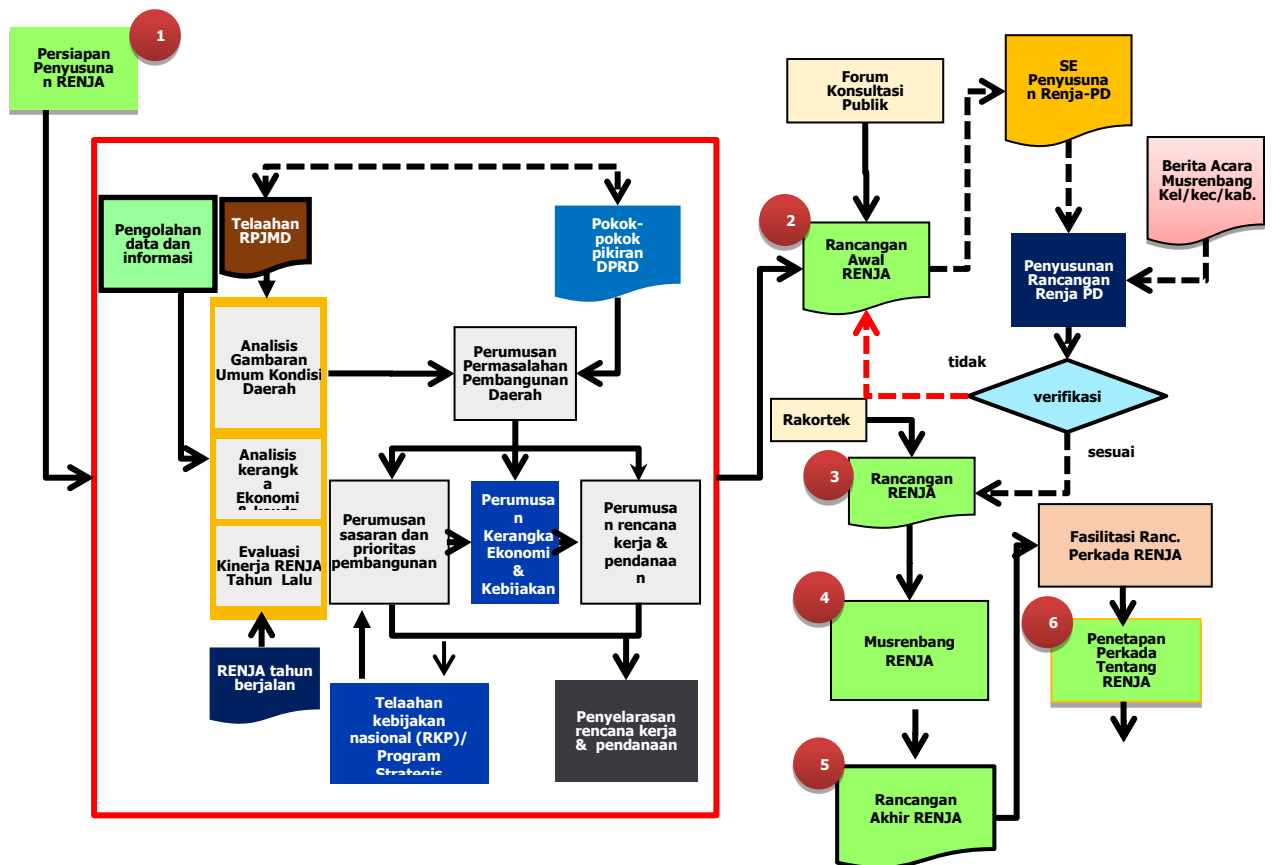 1
Persiapan
Penyusuna
n RENJA
Pengolahan
data dan
informasi
Telaahan
RPJMD
Pokok-
pokok
pikiran
DPRD
Analisis
Gambaran
Umum Kondisi
Daerah
Perumusan
Permasalahan
Pembangunan
Daerah
Analisis
kerangk
a
Ekonomi
Evaluasi
Kinerja RENJA
Tahun Lalu
Perumusan
sasaran dan
prioritas
pembangunan
Perumusa
n
Kerangka
Ekonomi
&
Kebijakan
Perumusa
n rencana
kerja &
pendanaa
n
RENJA tahun
berjalan
Telaahan
kebijakan
nasional (RKP)/
Program
Strategis
Penyelarasan
rencana kerja
& pendanaan
Forum
Konsultasi
Publik
SE
Penyusuna
n Renja-PD
Berita Acara
Musrenbang
Kel/kec/kab.
2
Rancangan
Awal
RENJA
Penyusunan
Rancangan
Renja PD
tidak
verifikasi
sesuai
Rakortek
3
Rancangan
RENJA
Fasilitasi Ranc.
Perkada RENJA
4
Musrenbang
RENJA
6
Penetapan
Perkada
Tentang
RENJA
5
Rancangan
Akhir RENJA